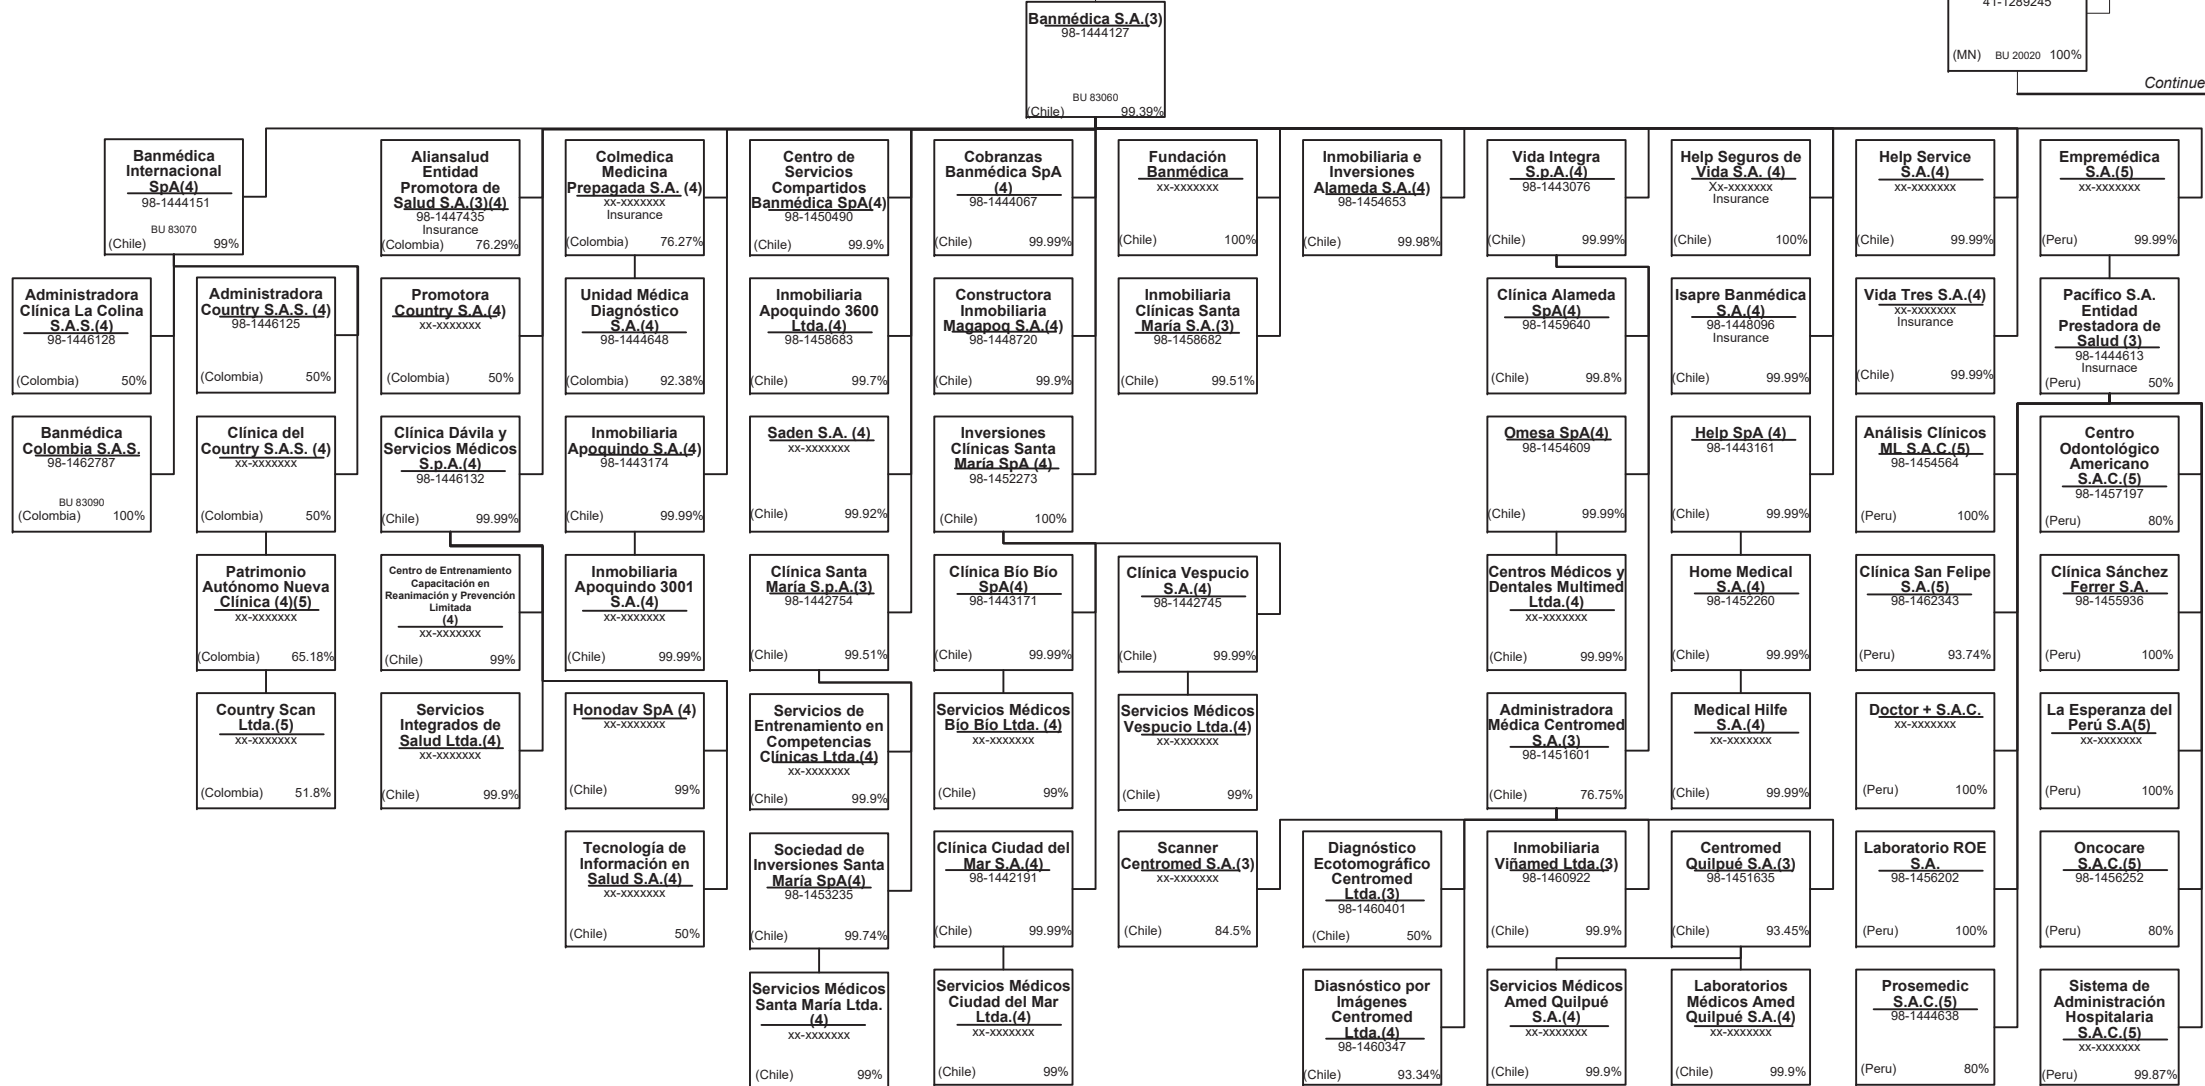 Banmédica S.A.(3)
98-1444127
BU 83060
(Chile) 99.39%
41-1289245
(MN) BU 20020 100%
Continue
Banmédica
Internacional
SpA(4)
98-1444151
BU 83070
(Chile) 99%
Aliansalud
Entidad
Promotora de
Salud S.A.(3)(4)
98-1447435
Insurance
(Colombia) 76.29%
Colmedica
Medicina
Prepagada S.A. (4)
xx-xxxxxxx
Insurance
(Colombia) 76.27%
Centro de
Servicios
Compartidos
Banmédica SpA(4)
98-1450490
(Chile) 99.9%
Cobranzas
Banmédica SpA
(4)
98-1444067
(Chile) 99.99%
Fundación
Banmédica
xx-xxxxxxx
(Chile) 100%
Inmobiliaria e
Inversiones
Alameda S.A.(4)
98-1454653
(Chile) 99.98%
Vida Integra
S.p.A.(4)
98-1443076
(Chile) 99.99%
Help Seguros de
Vida S.A. (4)
Xx-xxxxxxx
Insurance
(Chile) 100%
Help Service
S.A.(4)
xx-xxxxxxx
(Chile) 99.99%
Empremédica
S.A.(5)
xx-xxxxxxx
(Peru) 99.99%
Administradora
Clínica La Colina
S.A.S.(4)
98-1446128
(Colombia) 50%
Administradora
Country S.A.S. (4)
98-1446125
(Colombia) 50%
Promotora
Country S.A.(4)
xx-xxxxxxx
(Colombia) 50%
Unidad Médica
Diagnóstico
S.A.(4)
98-1444648
(Colombia) 92.38%
Inmobiliaria
Apoquindo 3600
Ltda.(4)
98-1458683
(Chile) 99.7%
Constructora
Inmobiliaria
Magapoq S.A.(4)
98-1448720
(Chile) 99.9%
Inmobiliaria
Clínicas Santa
María S.A.(3)
98-1458682
(Chile) 99.51%
Clínica Alameda
SpA(4)
98-1459640
(Chile) 99.8%
Isapre Banmédica
S.A.(4)
98-1448096
Insurance
(Chile) 99.99%
Vida Tres S.A.(4)
xx-xxxxxxx
Insurance
(Chile) 99.99%
Pacífico S.A.
Entidad
Prestadora de
Salud (3)
98-1444613
Insurnace
(Peru) 50%
Banmédica
Colombia S.A.S.
98-1462787
BU 83090
(Colombia) 100%
Clínica del
Country S.A.S. (4)
xx-xxxxxxx
(Colombia) 50%
Clínica Dávila y
Servicios Médicos
S.p.A.(4)
98-1446132
(Chile) 99.99%
Inmobiliaria
Apoquindo S.A.(4)
98-1443174
(Chile) 99.99%
Saden S.A. (4)
xx-xxxxxxx
(Chile) 99.92%
Inversiones
Clínicas Santa
María SpA (4)
98-1452273
(Chile) 100%
Omesa SpA(4)
98-1454609
(Chile) 99.99%
Help SpA (4)
98-1443161
(Chile) 99.99%
Análisis Clínicos
ML S.A.C.(5)
98-1454564
(Peru) 100%
Centro
Odontológico
Americano
S.A.C.(5)
98-1457197
(Peru) 80%
Patrimonio
Autónomo Nueva
Clínica (4)(5)
xx-xxxxxxx
(Colombia) 65.18%
Centro de Entrenamiento
Capacitación en
Reanimación y Prevención
Limitada
(4)
xx-xxxxxxx
(Chile) 99%
Inmobiliaria
Apoquindo 3001
S.A.(4)
xx-xxxxxxx
(Chile) 99.99%
Clínica Santa
María S.p.A.(3)
98-1442754
(Chile) 99.51%
Clínica Bío Bío
SpA(4)
98-1443171
(Chile) 99.99%
Clínica Vespucio
S.A.(4)
98-1442745
(Chile) 99.99%
Centros Médicos y
Dentales Multimed
Ltda.(4)
xx-xxxxxxx
(Chile) 99.99%
Home Medical
S.A.(4)
98-1452260
(Chile) 99.99%
Clínica San Felipe
S.A.(5)
98-1462343
(Peru) 93.74%
Clínica Sánchez
Ferrer S.A.
98-1455936
(Peru) 100%
Country Scan
Ltda.(5)
xx-xxxxxxx
(Colombia) 51.8%
Servicios
Integrados de
Salud Ltda.(4)
xx-xxxxxxx
(Chile) 99.9%
Honodav SpA (4)
xx-xxxxxxx
(Chile) 99%
Servicios de
Entrenamiento en
Competencias
Clínicas Ltda.(4)
xx-xxxxxxx
(Chile) 99.9%
Servicios Médicos
Bío Bío Ltda. (4)
xx-xxxxxxx
(Chile) 99%
Servicios Médicos
Vespucio Ltda.(4)
xx-xxxxxxx
(Chile) 99%
Administradora
Médica Centromed
S.A.(3)
98-1451601
(Chile) 76.75%
Medical Hilfe
S.A.(4)
xx-xxxxxxx
(Chile) 99.99%
Doctor + S.A.C.
xx-xxxxxxx
(Peru) 100%
La Esperanza del
Perú S.A(5)
xx-xxxxxxx
(Peru) 100%
Tecnología de
Información en
Salud S.A.(4)
xx-xxxxxxx
(Chile) 50%
Sociedad de
Inversiones Santa
María SpA(4)
98-1453235
(Chile) 99.74%
Clínica Ciudad del
Mar S.A.(4)
98-1442191
(Chile) 99.99%
Scanner
Centromed S.A.(3)
xx-xxxxxxx
(Chile) 84.5%
Diagnóstico
Ecotomográfico
Centromed
Ltda.(3)
98-1460401
(Chile) 50%
Inmobiliaria
Viñamed Ltda.(3)
98-1460922
(Chile) 99.9%
Centromed
Quilpué S.A.(3)
98-1451635
(Chile) 93.45%
Laboratorio ROE
S.A.
98-1456202
(Peru) 100%
Oncocare
S.A.C.(5)
98-1456252
(Peru) 80%
Servicios Médicos
Santa María Ltda.
(4)
xx-xxxxxxx
(Chile) 99%
Servicios Médicos
Ciudad del Mar
Ltda.(4)
xx-xxxxxxx
(Chile) 99%
Diasnóstico por
Imágenes
Centromed
Ltda.(4)
98-1460347
(Chile) 93.34%
Servicios Médicos
Amed Quilpué
S.A.(4)
xx-xxxxxxx
(Chile) 99.9%
Laboratorios
Médicos Amed
Quilpué S.A.(4)
xx-xxxxxxx
(Chile) 99.9%
Prosemedic
S.A.C.(5)
98-1444638
(Peru) 80%
Sistema de
Administración
Hospitalaria
S.A.C.(5)
xx-xxxxxxx
(Peru) 99.87%